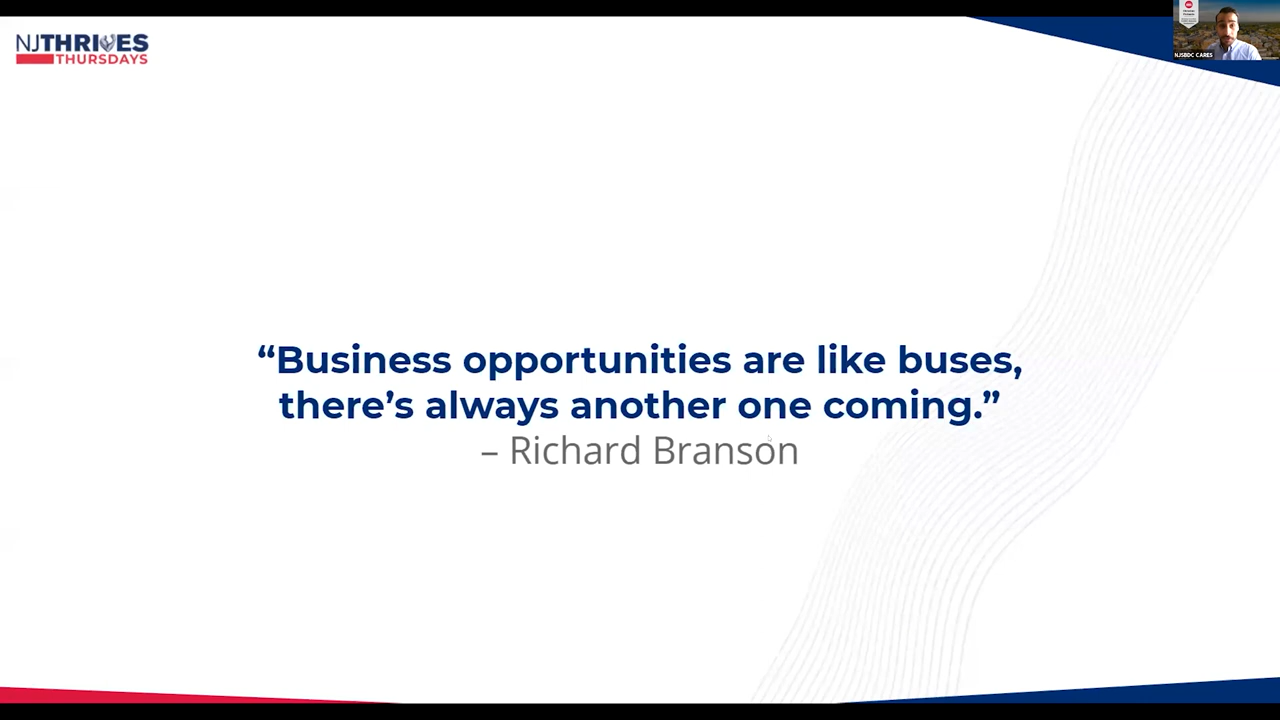 NJTHRIVES
THURSDAYS
NJSBDC CARES
“Business opportunities are like buses,
there’s always another one coming.”
– Richard Branson